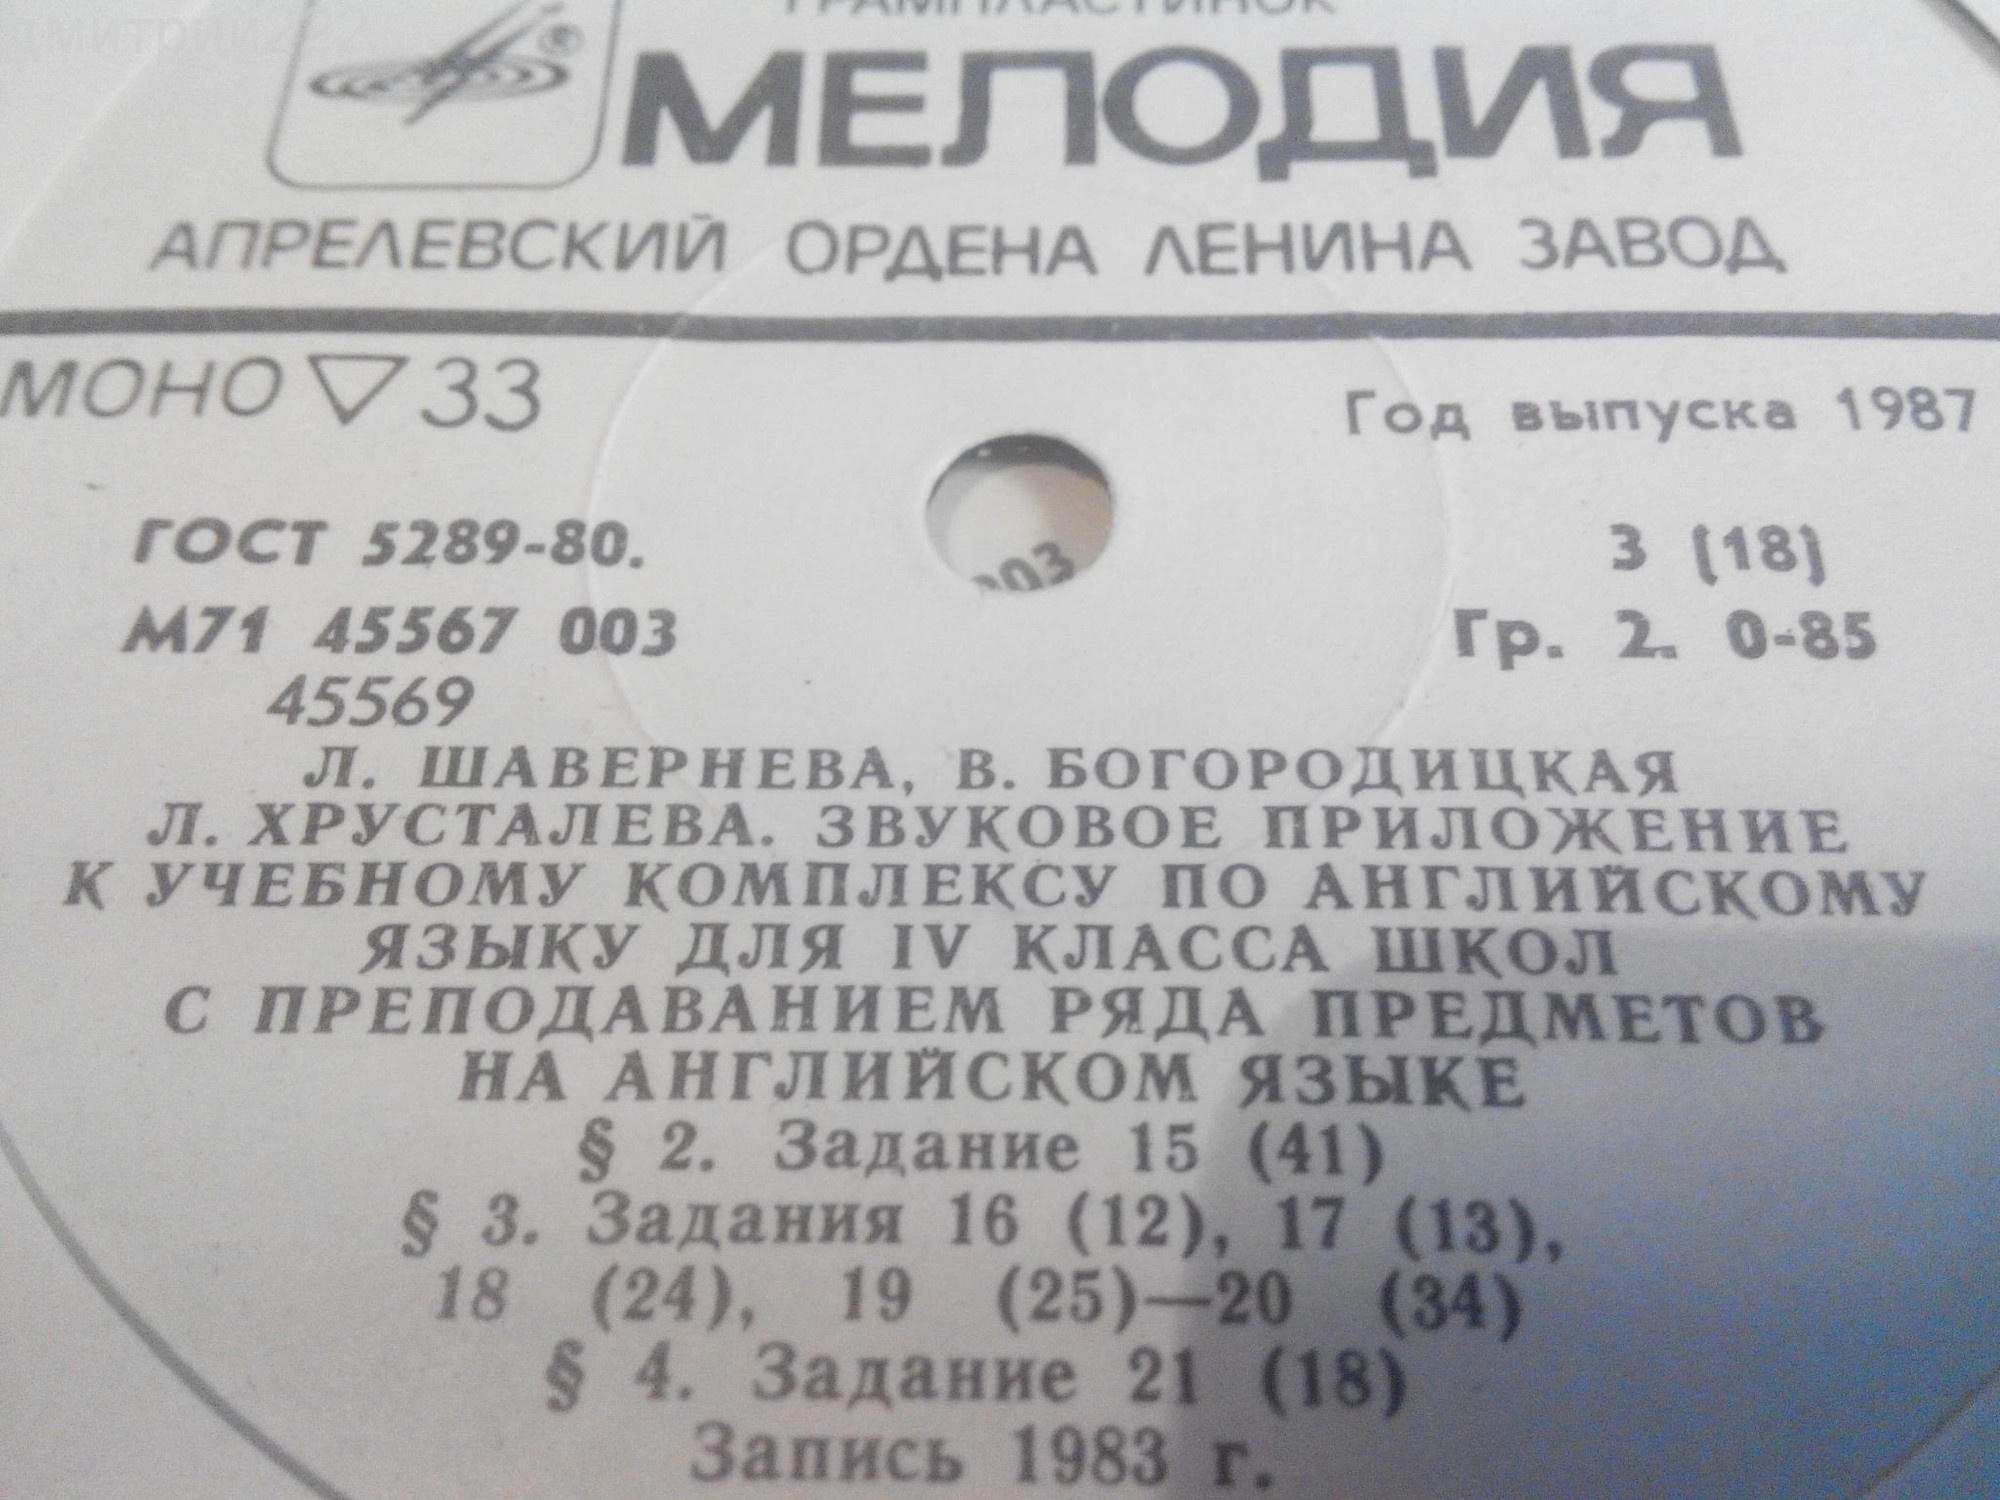 дмитрий222
ГРАМПЛАСТИНОК
®
МЕЛОДИЯ
АПРЕЛЕВСКИЙ ОРДЕНА ЛЕНИНА ЗАВОД
МОНО ▽ 33
Год выпуска 1987
ГОСТ 5289-80.
3 (18)
М71 45567 003
Гр. 2. 0-85
003
45569
Л. ШАВЕРНЕВА, В. БОГОРОДИЦКАЯ
Л. ХРУСТАЛЕВА. ЗВУКОВОЕ ПРИЛОЖЕНИЕ
К УЧЕБНОМУ КОМПЛЕКСУ ПО АНГЛИЙСКОМУ
ЯЗЫКУ ДЛЯ IV КЛАССА ШКОЛ
С ПРЕПОДАВАНИЕМ РЯДА ПРЕДМЕТОВ
НА АНГЛИЙСКОМ ЯЗЫКЕ
§ 2. Задание 15 (41)
§ 3. Задания 16 (12), 17 (13),
18 (24), 19 (25)—20 (34)
§ 4. Задание 21 (18)
Запись 1983 г.